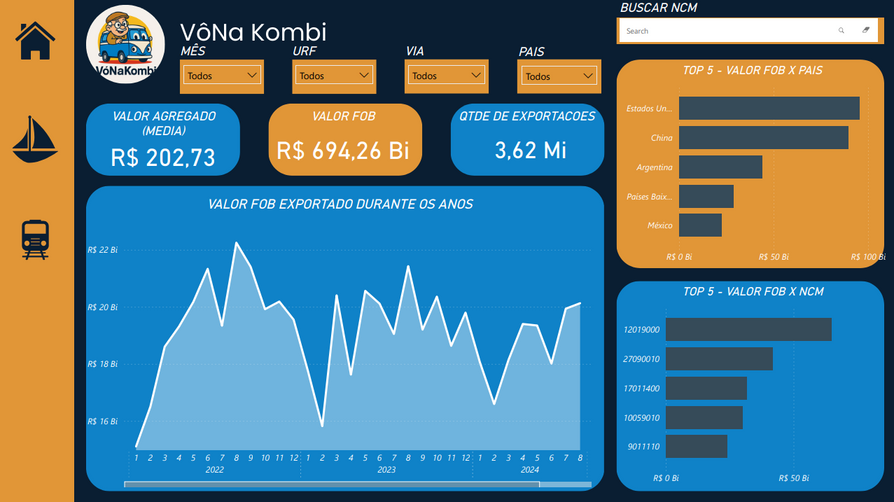 VôNaKombi
VôNa Kombi
MÊS
URF
VIA
PAIS
Todos
Todos
Todos
Todos
BUSCAR NCM
Search
VALOR AGREGADO
(MEDIA)
R$ 202,73
VALOR FOB
R$ 694,26 Bi
QTDE DE EXPORTACOES
3,62 Mi
VALOR FOB EXPORTADO DURANTE OS ANOS
R$ 22 Bi
R$ 20 Bi
R$ 18 Bi
R$ 16 Bi
1 2 3 4 5 6 7 8 9 10 11 12 1 2 3 4 5 6 7 8 9 10 11 12 1 2 3 4 5 6 7 8
2022 2023 2024
TOP 5 - VALOR FOB X PAIS
Estados Un...
China
Argentina
Países Baix...
México
R$ 0 Bi R$ 50 Bi R$ 100 Bi
TOP 5 - VALOR FOB X NCM
12019000
27090010
17011400
10059010
9011110
R$ 0 Bi R$ 50 Bi